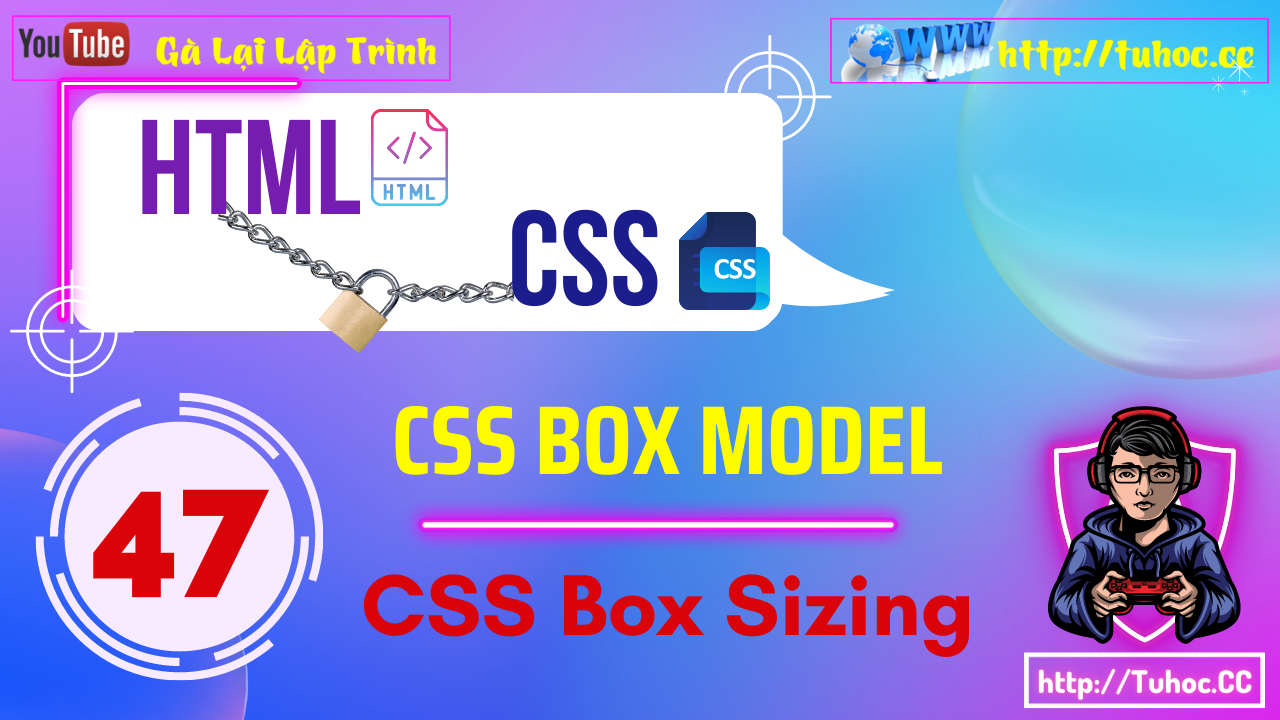 YouTube Gà Lại Lập Trình
WWW http://tuhoc.cc
HTML
HTML
CSS
CSS
CSS BOX MODEL
47
CSS Box Sizing
http://Tuhoc.CC